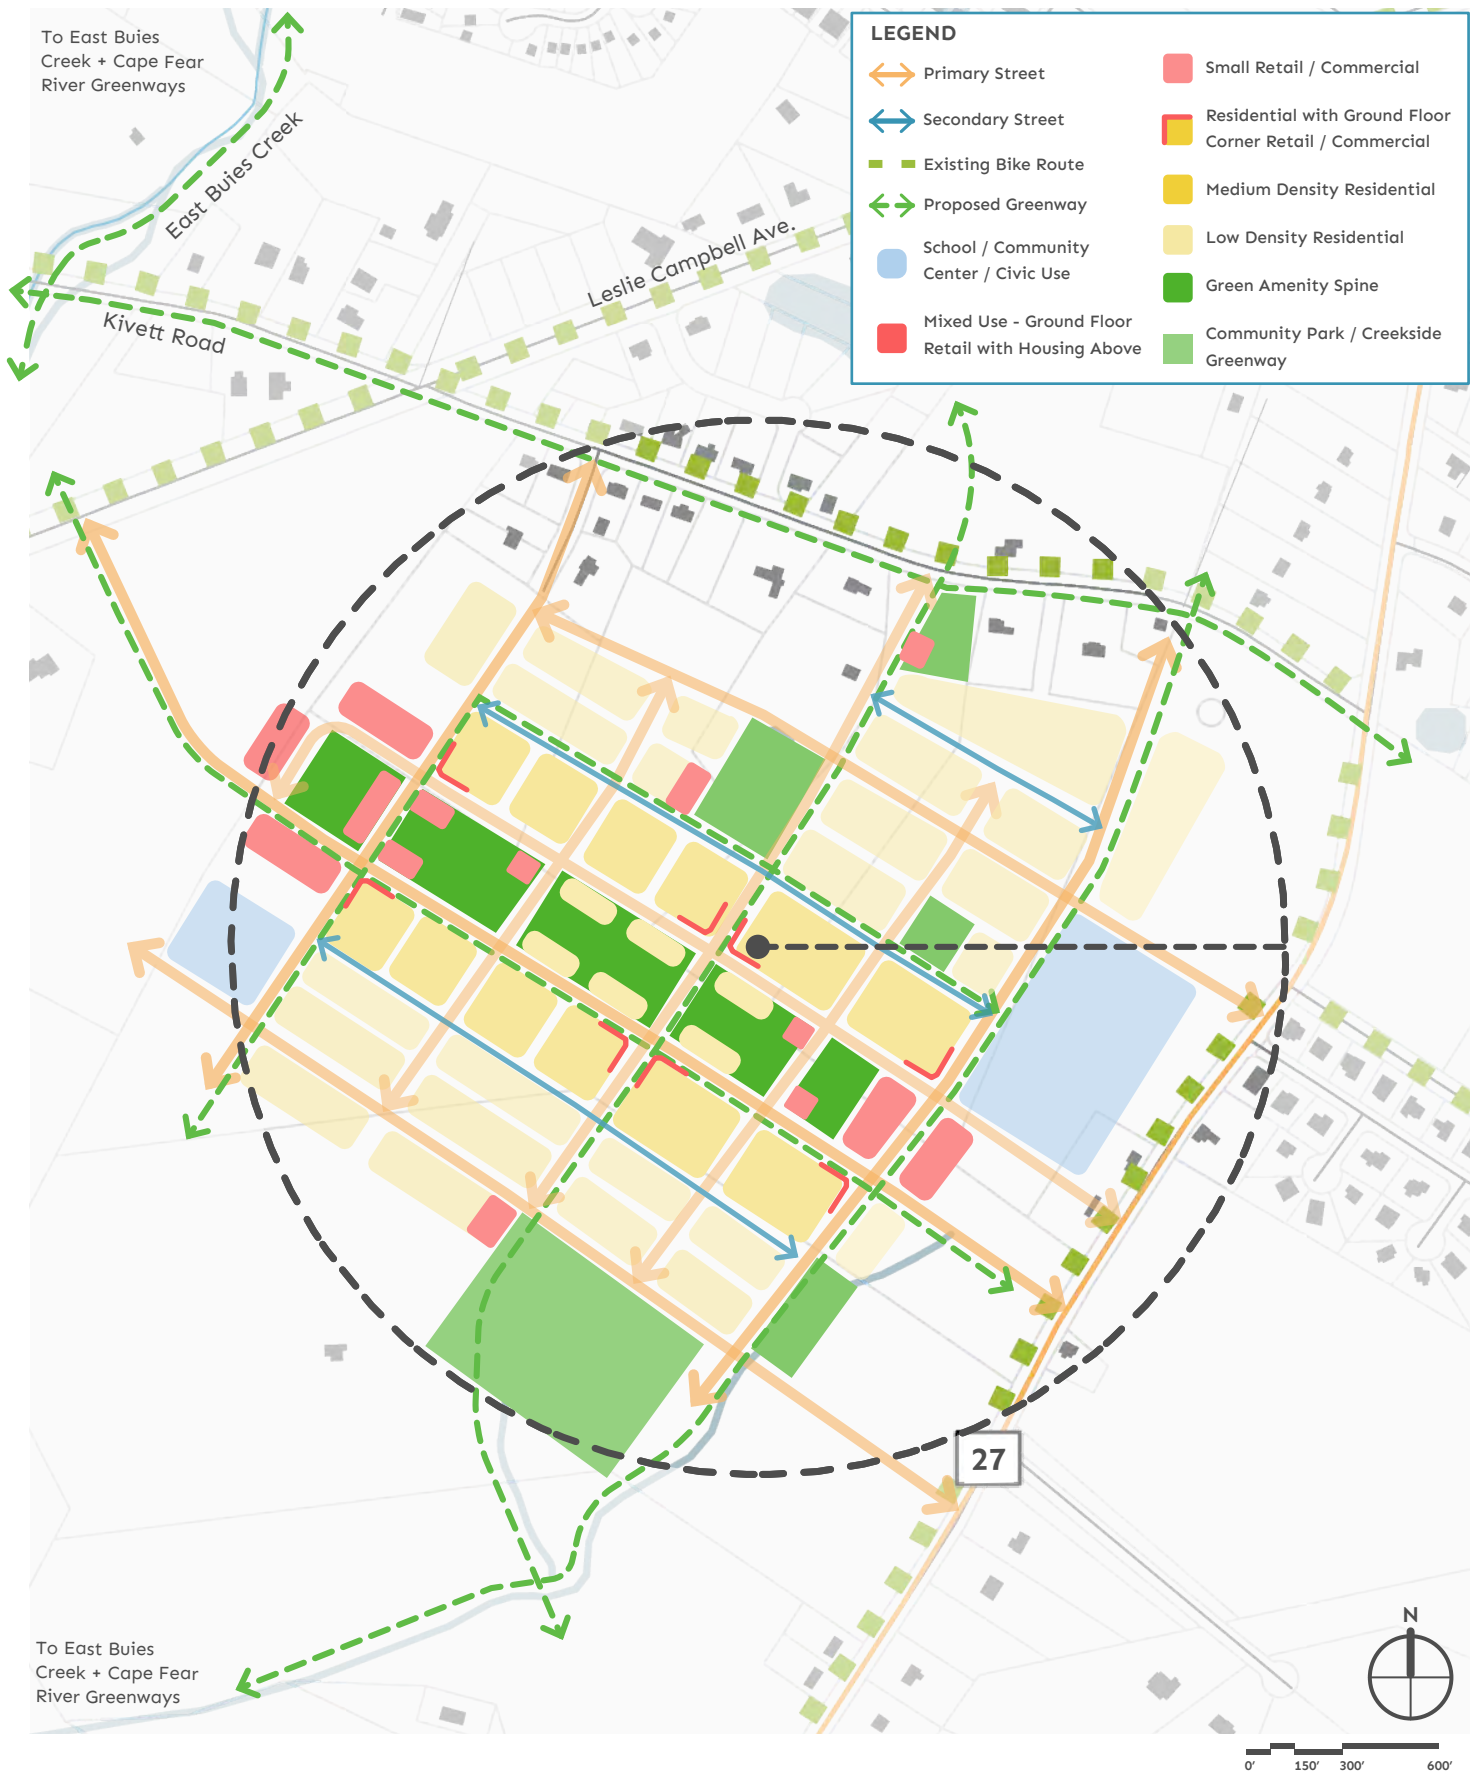 To East Buies
Creek + Cape Fear
River Greenways
East Buies Creek
Kivett Road
Leslie Campbell Ave.
LEGEND
Primary Street
Secondary Street
Existing Bike Route
Proposed Greenway
School / Community
Center / Civic Use
Mixed Use - Ground Floor
Retail with Housing Above
Small Retail / Commercial
Residential with Ground Floor
Corner Retail / Commercial
Medium Density Residential
Low Density Residential
Green Amenity Spine
Community Park / Creekside
Greenway
27
To East Buies
Creek + Cape Fear
River Greenways
N
0' 150' 300' 600'